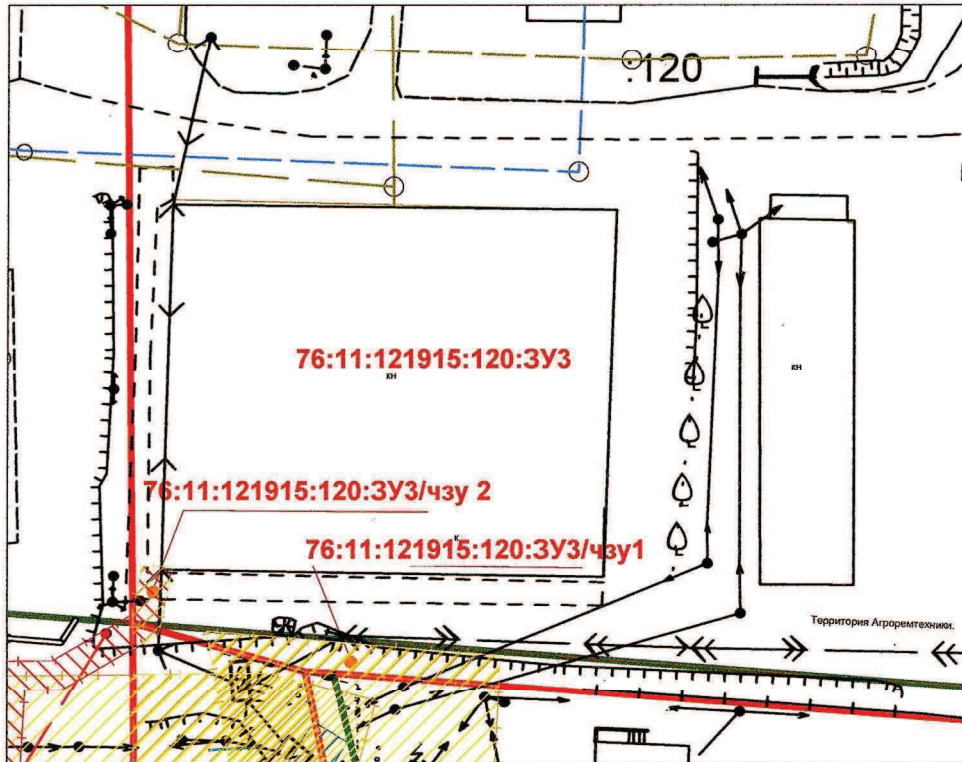 .120
76:11:121915:120:ЗУ3
кн
кн
76:11:121915:120:ЗУ3/чзу 2
к
76:11:121915:120:ЗУ3/чзу1
Территория Агроремтехники.